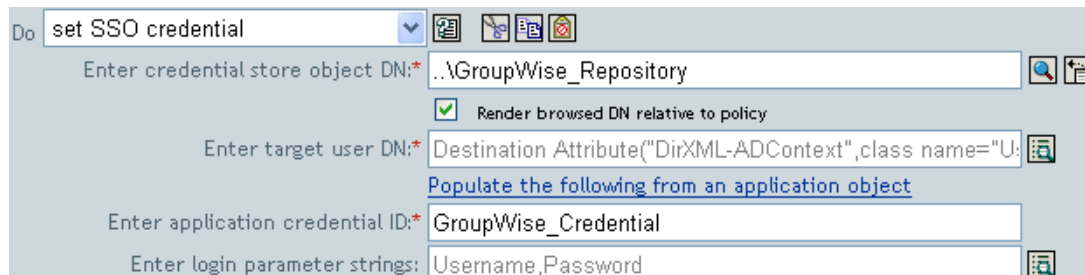 Do set SSO credential
Enter credential store object DN:* ..\GroupWise_Repository
Render browsed DN relative to policy
Enter target user DN:* Destination Attribute("DirXML-ADContext",class name="U
Populate the following from an application object
Enter application credential ID:* GroupWise_Credential
Enter login parameter strings: Username,Password